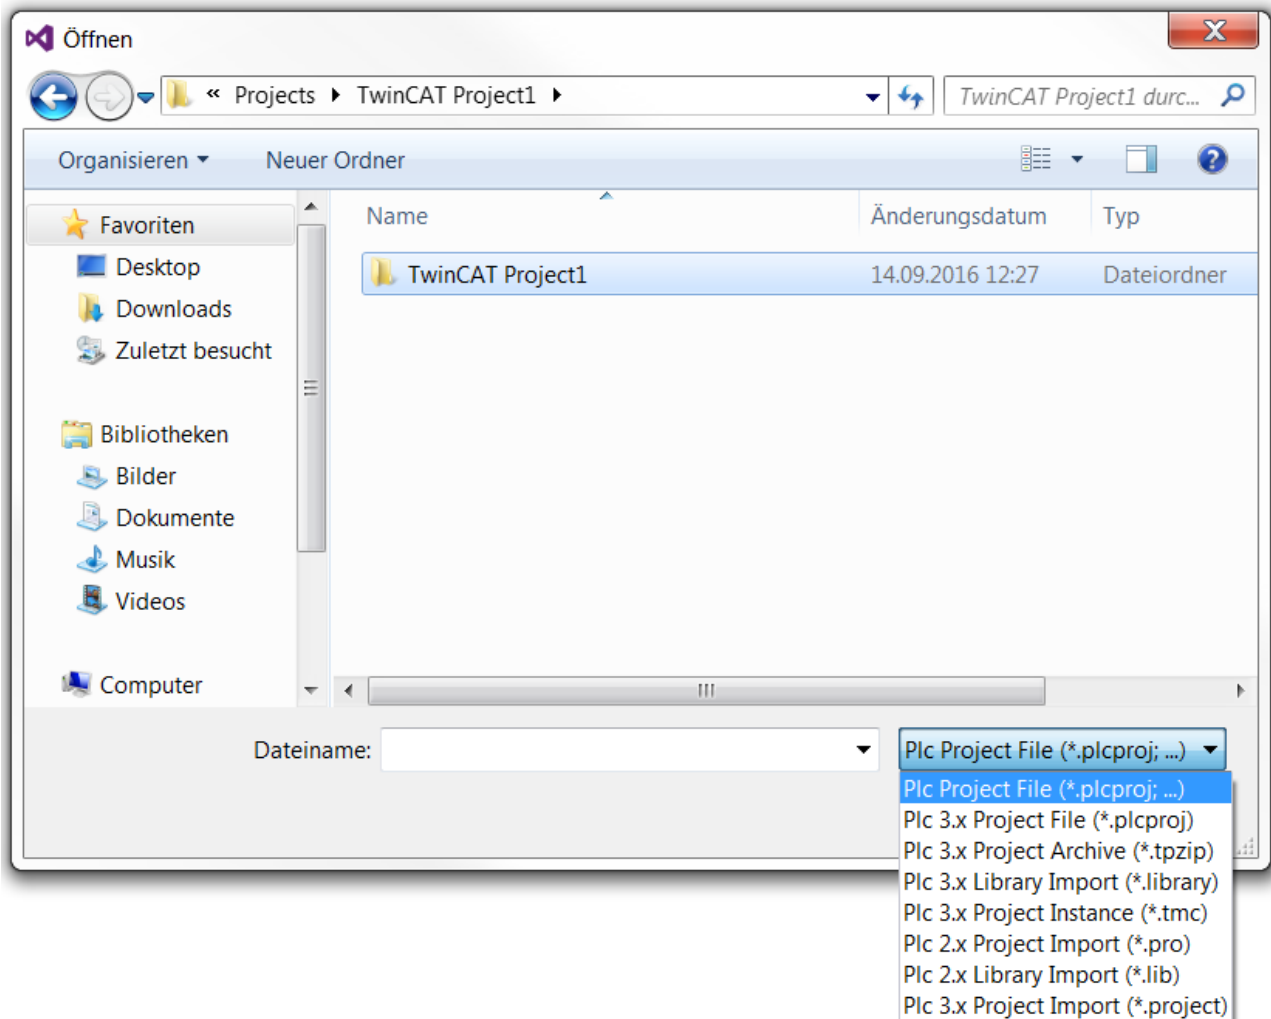 Öffnen
« Projects TwinCAT Project1
TwinCAT Project1 durc...
Organisieren Neuer Ordner
Favoriten
Desktop
Downloads
Zuletzt besucht
Bibliotheken
Bilder
Dokumente
Musik
Videos
Computer
Name Änderungsdatum Typ
TwinCAT Project1 14.09.2016 12:27 Dateiordner
Dateiname:
Plc Project File (*.plcproj; ...)
Plc Project File (*.plcproj; ...)
Plc 3.x Project File (*.plcproj)
Plc 3.x Project Archive (*.tpzip)
Plc 3.x Library Import (*.library)
Plc 3.x Project Instance (*.tmc)
Plc 2.x Project Import (*.pro)
Plc 2.x Library Import (*.lib)
Plc 3.x Project Import (*.project)